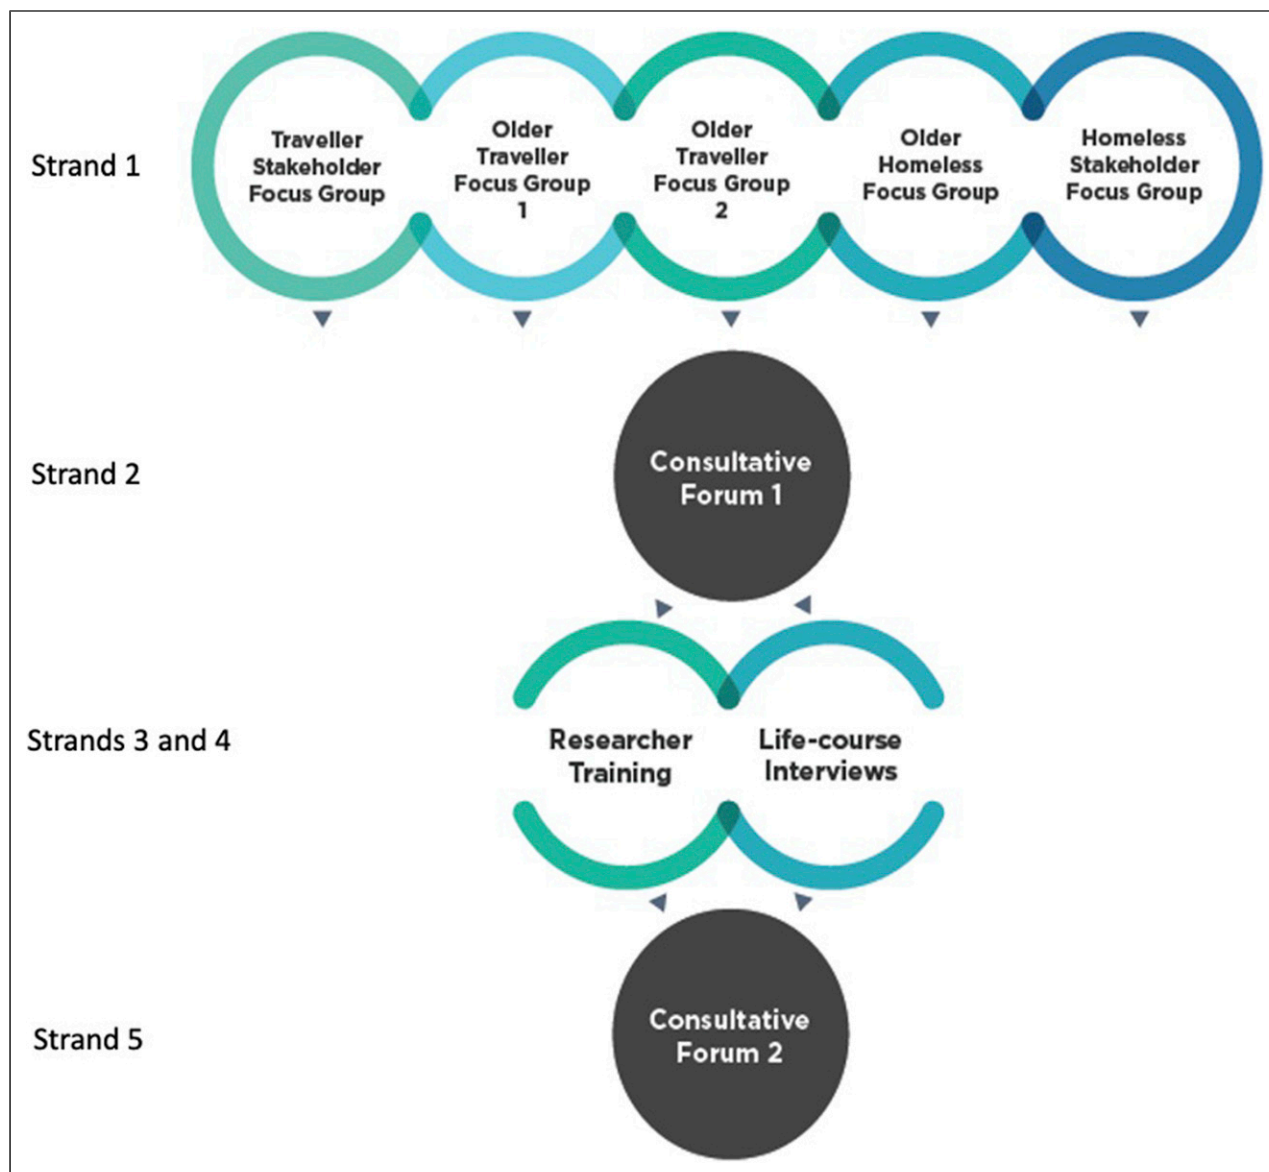 Strand 1
Traveller
Stakeholder
Focus Group
Older
Traveller
Focus Group
1
Older
Traveller
Focus Group
2
Older
Homeless
Focus Group
Homeless
Stakeholder
Focus Group
Strand 2
Consultative
Forum 1
Strands 3 and 4
Researcher
Training
Life-course
Interviews
Strand 5
Consultative
Forum 2